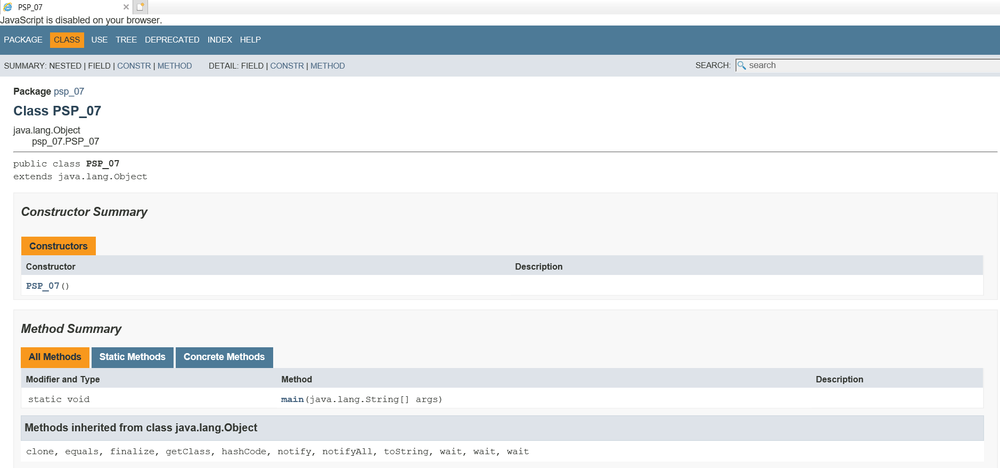 PSP_07
JavaScript is disabled on your browser.
PACKAGE CLASS USE TREE DEPRECATED INDEX HELP
SUMMARY: NESTED | FIELD | CONSTR | METHOD DETAIL: FIELD | CONSTR | METHOD SEARCH: search
Package psp_07
Class PSP_07
java.lang.Object
psp_07.PSP_07
public class PSP_07
extends java.lang.Object
Constructor Summary
Constructors
Constructor Description
PSP_07()
Method Summary
All Methods Static Methods Concrete Methods
Modifier and Type Method Description
static void main(java.lang.String[] args)
Methods inherited from class java.lang.Object
clone, equals, finalize, getClass, hashCode, notify, notifyAll, toString, wait, wait, wait